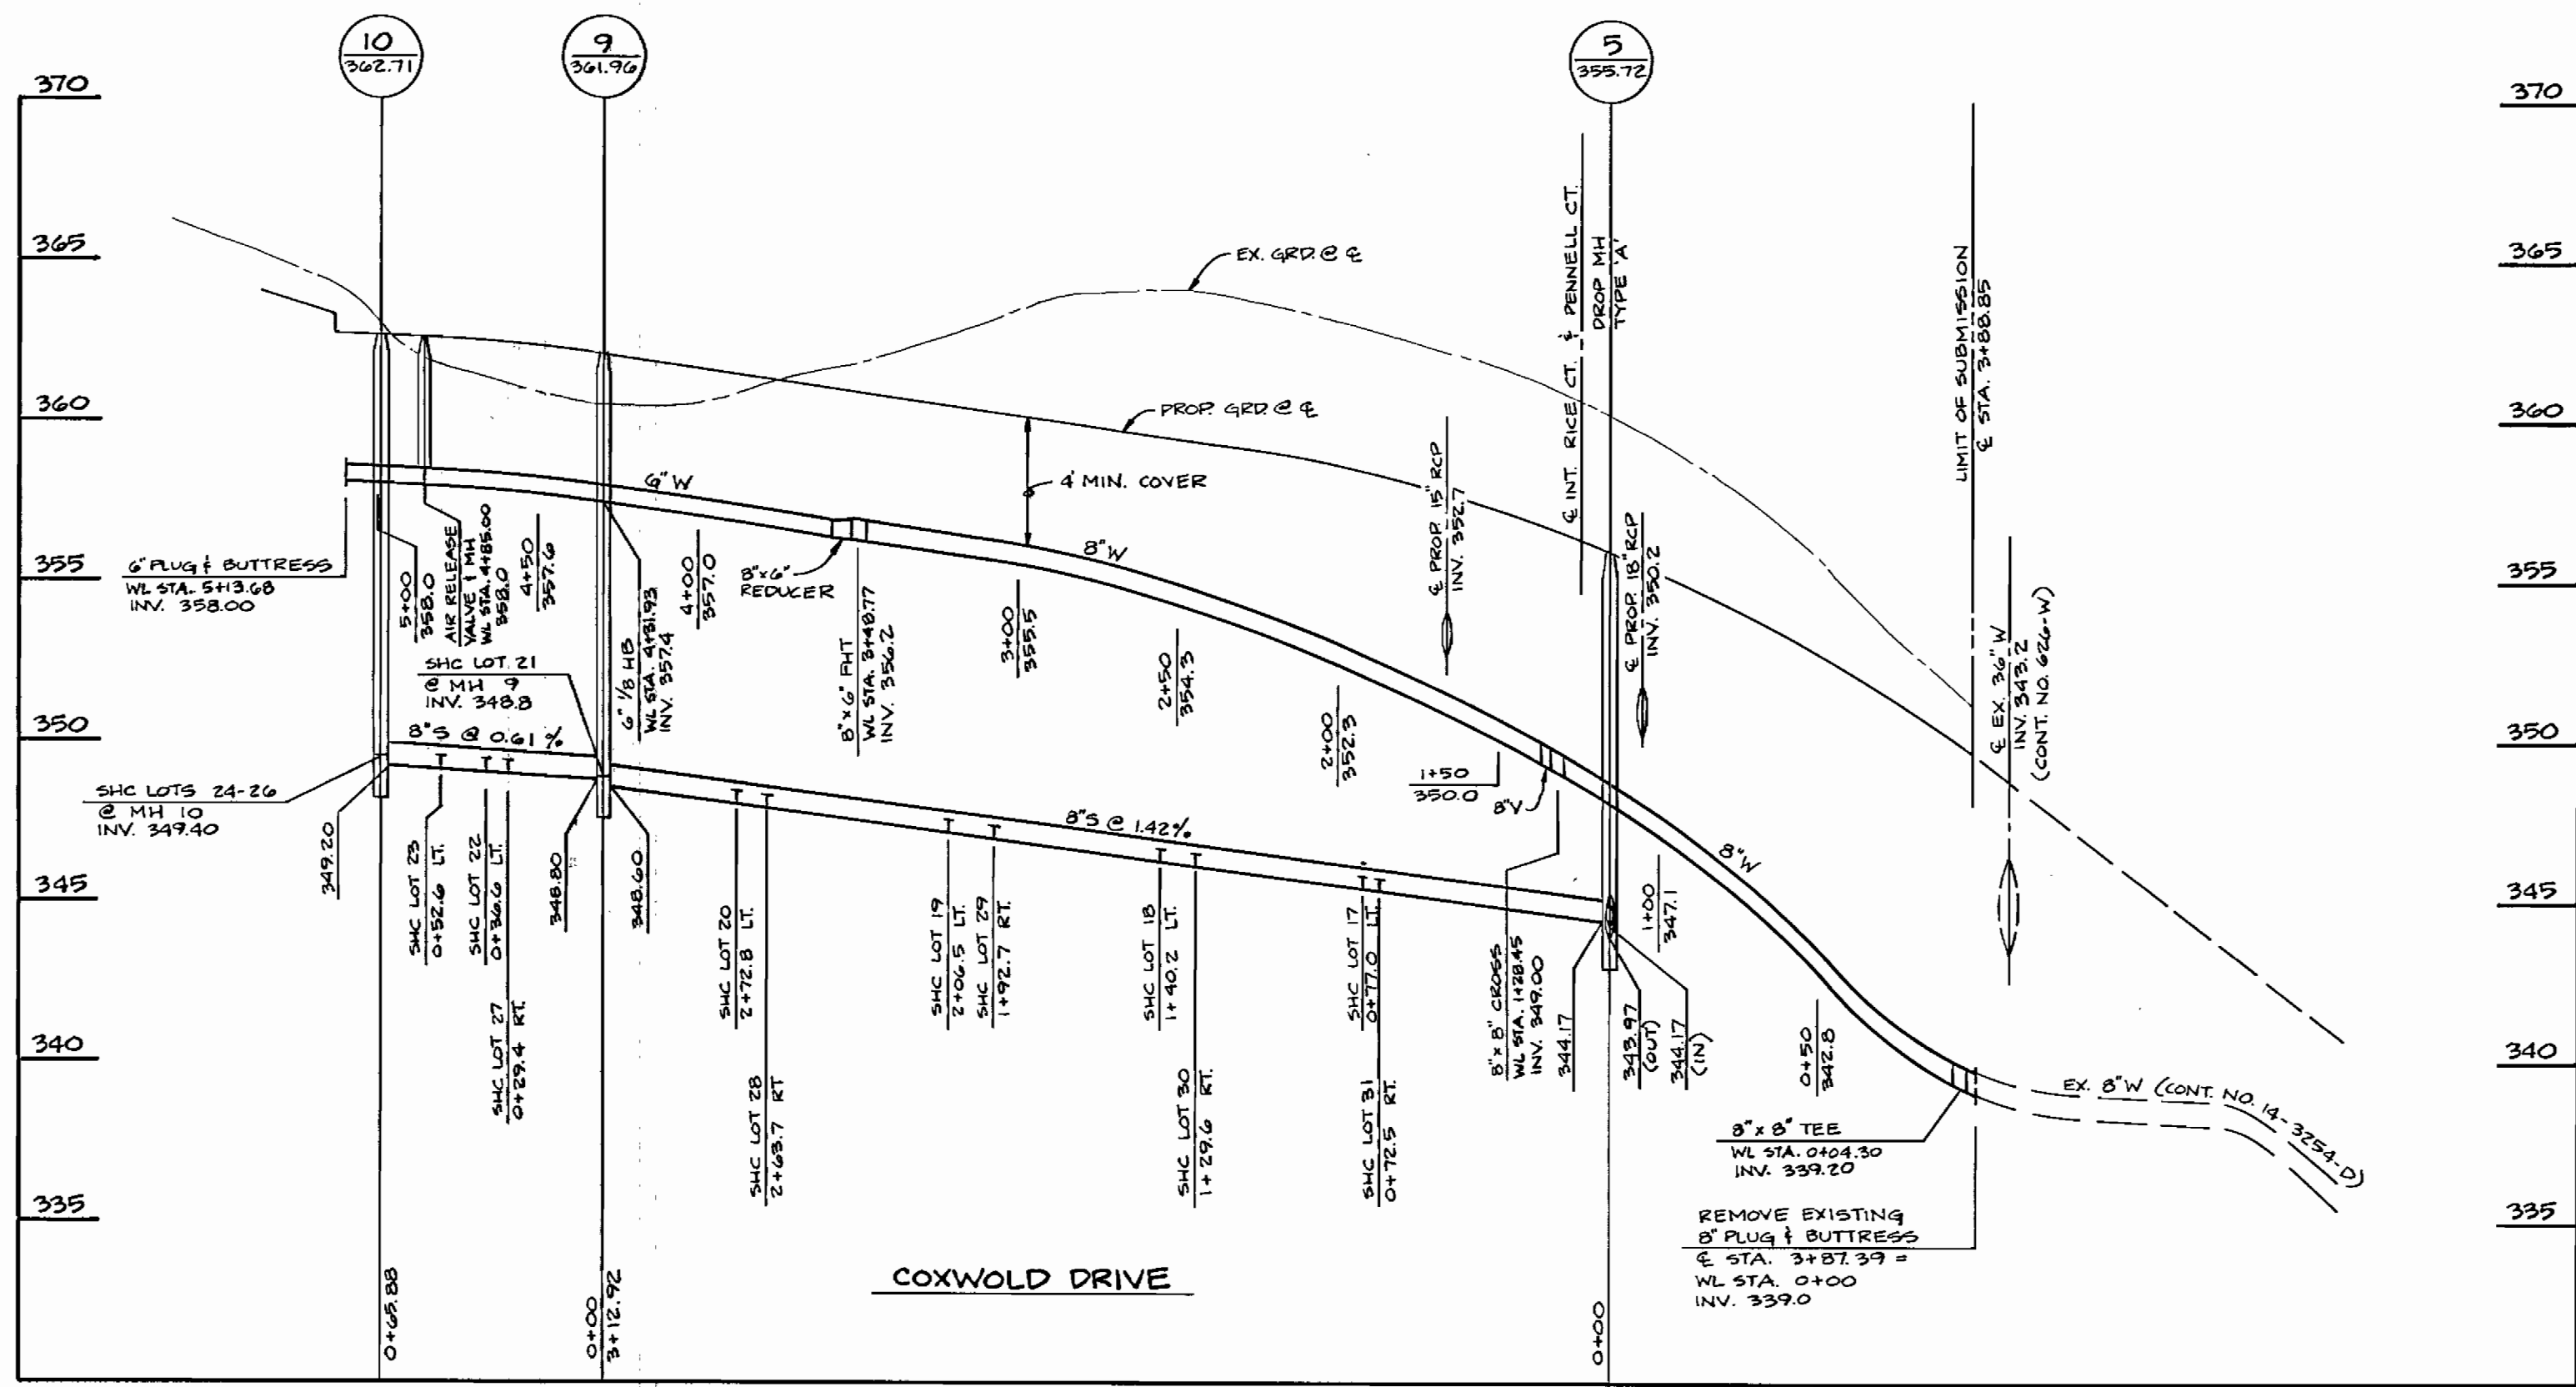 10
362.71
9
361.96
5
355.72
370
365
360
355
350
345
340
335
370
365
360
355
350
345
340
335
EX. GRD. @ ℄
PROP. GRD. @ ℄
4' MIN. COVER
6" W
8" W
8" W
8"x6"
REDUCER
6" PLUG & BUTTRESS
WL STA. 5+13.68
INV. 358.00
5+00
358.0
AIR RELEASE
VALVE & MH
WL STA. 4+85.00
358.0
4+50
357.6
6" 1/8 HB
WL STA. 4+31.93
INV. 357.4
4+00
357.0
8"x6" FHT
WL STA. 3+48.77
INV. 356.2
3+00
355.5
2+50
354.3
2+00
352.3
1+50
350.0
8"V
℄ PROP. 15" RCP
INV. 352.7
℄ INT. RICE CT. & PENNELL CT.
DROP MH
TYPE 'A'
℄ PROP. 18" RCP
INV. 350.2
LIMIT OF SUBMISSION
℄ STA. 3+88.85
℄ EX. 36" W
INV. 343.2
(CONT. NO. 626-W)
SHC LOT 21
@ MH 9
INV. 348.8
8"S @ 0.61 %
SHC LOTS 24-26
@ MH 10
INV. 349.40
349.20
SHC LOT 23
0+52.6 LT.
SHC LOT 22
0+36.6 LT.
SHC LOT 27
0+29.4 RT.
348.80
348.60
SHC LOT 20
2+72.8 LT.
SHC LOT 28
2+63.7 RT
8"S @ 1.42%
SHC LOT 19
2+06.5 LT.
SHC LOT 29
1+92.7 RT.
SHC LOT 18
1+40.2 LT.
SHC LOT 30
1+29.6 RT.
SHC LOT 17
0+77.0 LT.
SHC LOT 31
0+72.5 RT.
8"x8" CROSS
WL STA. 1+28.45
INV. 349.00
344.17
343.97
(OUT)
344.17
(IN)
1+00
347.1
0+50
342.8
8"x8" TEE
WL STA. 0+04.30
INV. 339.20
EX. 8"W (CONT. NO. 14-3254-D)
REMOVE EXISTING
8" PLUG & BUTTRESS
℄ STA. 3+87.39 =
WL STA. 0+00
INV. 339.0
COXWOLD DRIVE
0+65.88
0+00
3+12.92
0+00